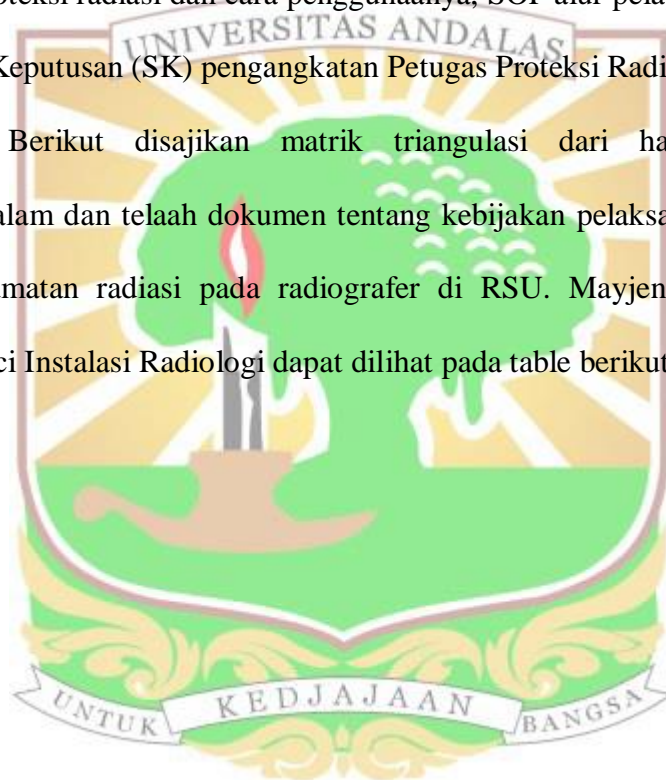 oteksi radiasi dan cara penggunaanya, SOP alur pela
UNIVERSITAS ANDALAS
Keputusan (SK) pengangkatan Petugas Proteksi Radi
Berikut disajikan matrik triangulasi dari ha
alam dan telaah dokumen tentang kebijakan pelaksa
amatan radiasi pada radiografer di RSU. Mayjen
ci Instalasi Radiologi dapat dilihat pada table berikut
UNTUK KEDJAJAAN BANGSA